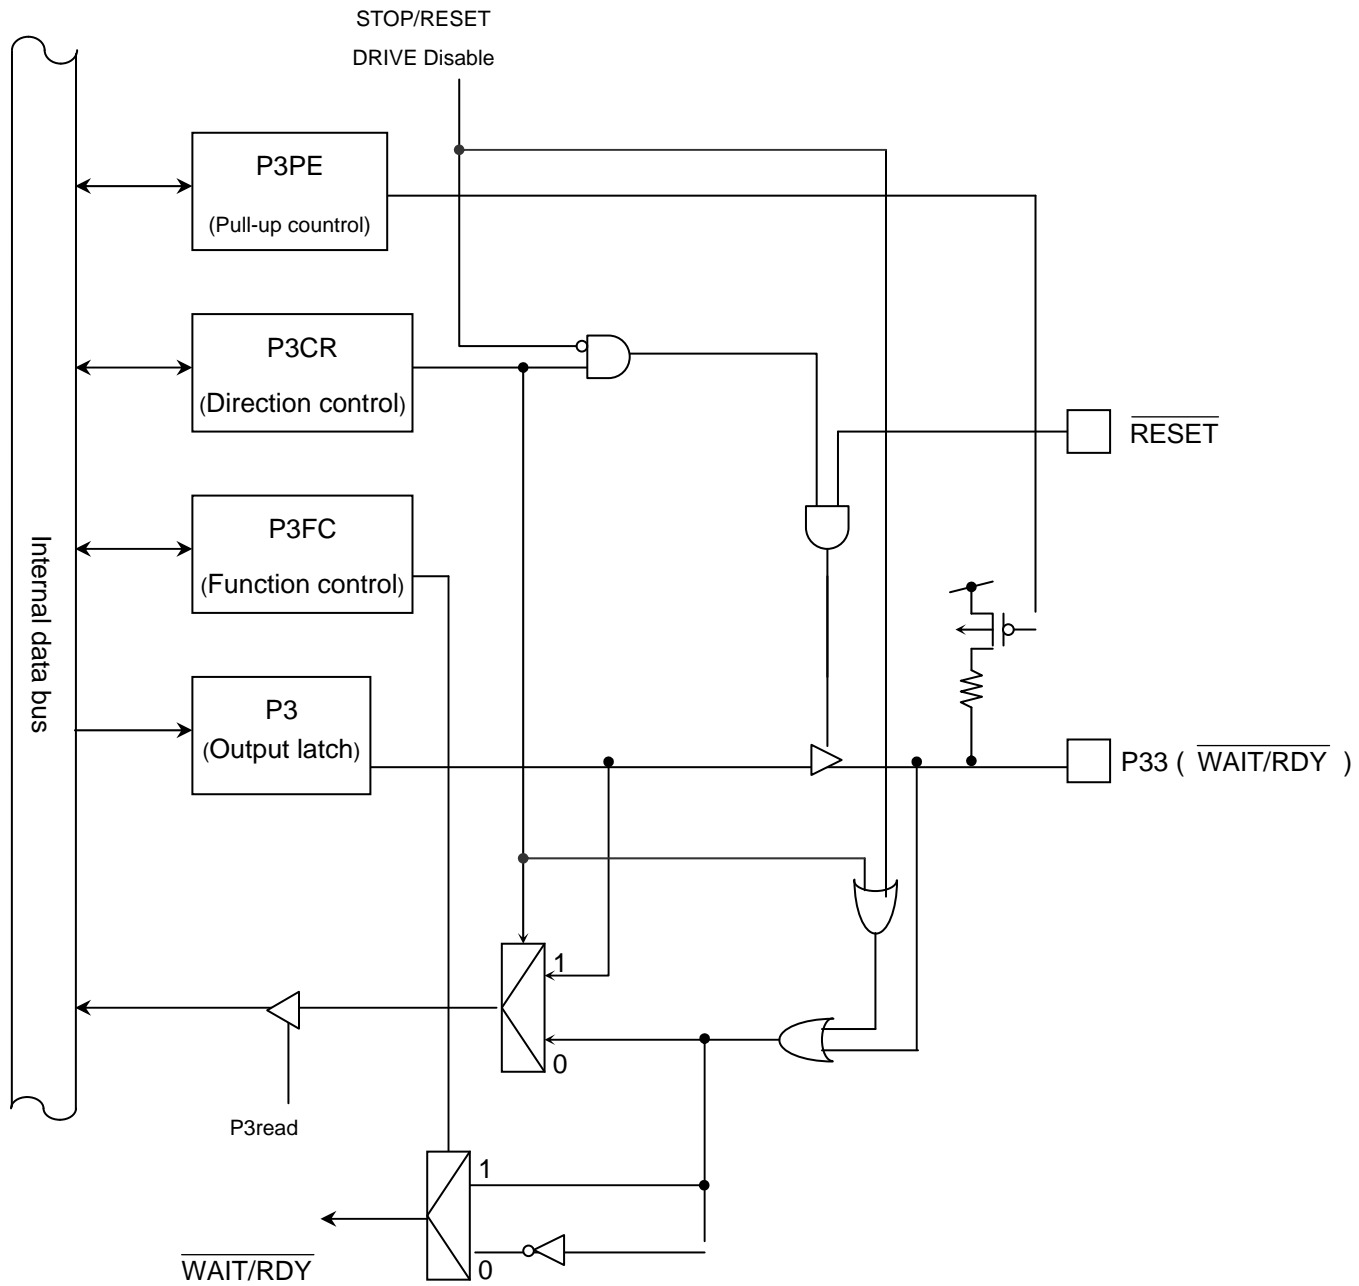 STOP/RESET
DRIVE Disable
P3PE
(Pull-up countrol)
P3CR
(Direction control)
RESET
P3FC
(Function control)
Internal data bus
P3
(Output latch)
P33 ( WAIT/RDY )
1
0
P3read
1
0
WAIT/RDY